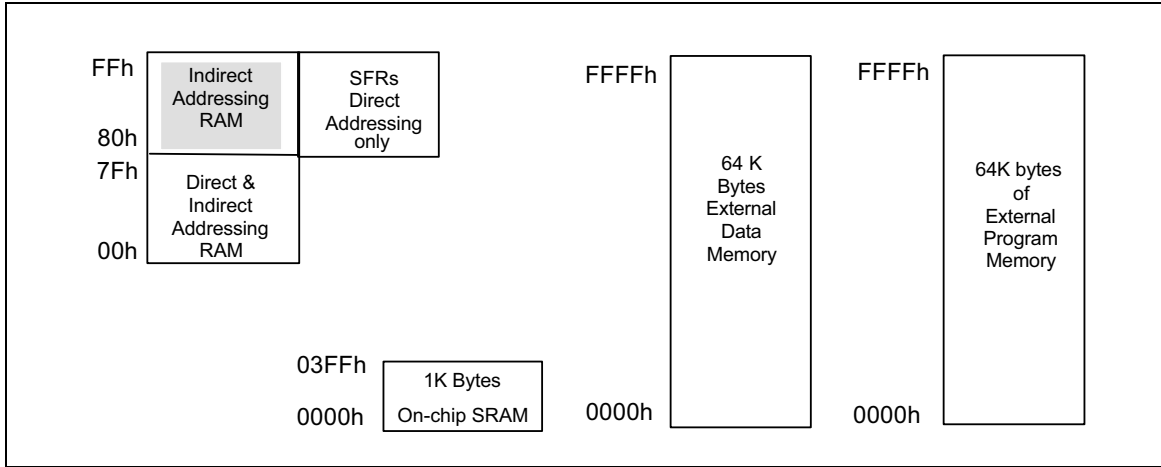 FFh
Indirect
Addressing
RAM
80h
SFRs
Direct
Addressing
only
7Fh
Direct &
Indirect
Addressing
RAM
00h
03FFh
1K Bytes
0000h
On-chip SRAM
FFFFh
64 K
Bytes
External
Data
Memory
0000h
FFFFh
64K bytes
of
External
Program
Memory
0000h